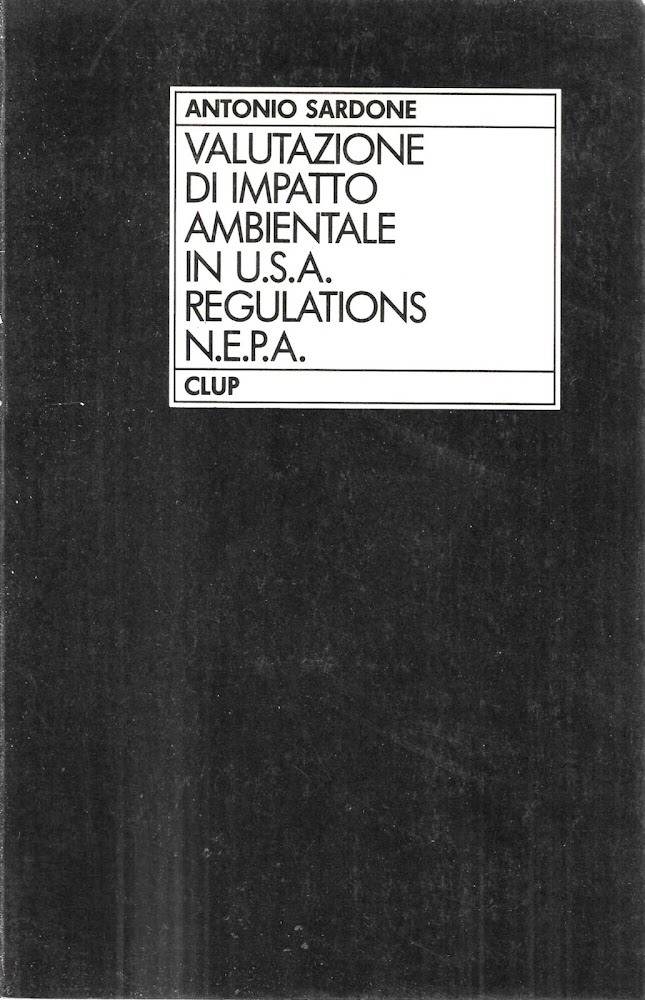 ANTONIO SARDONE
VALUTAZIONE
DI IMPATTO
AMBIENTALE
IN U.S.A.
REGULATIONS
N.E.P.A.
CLUP